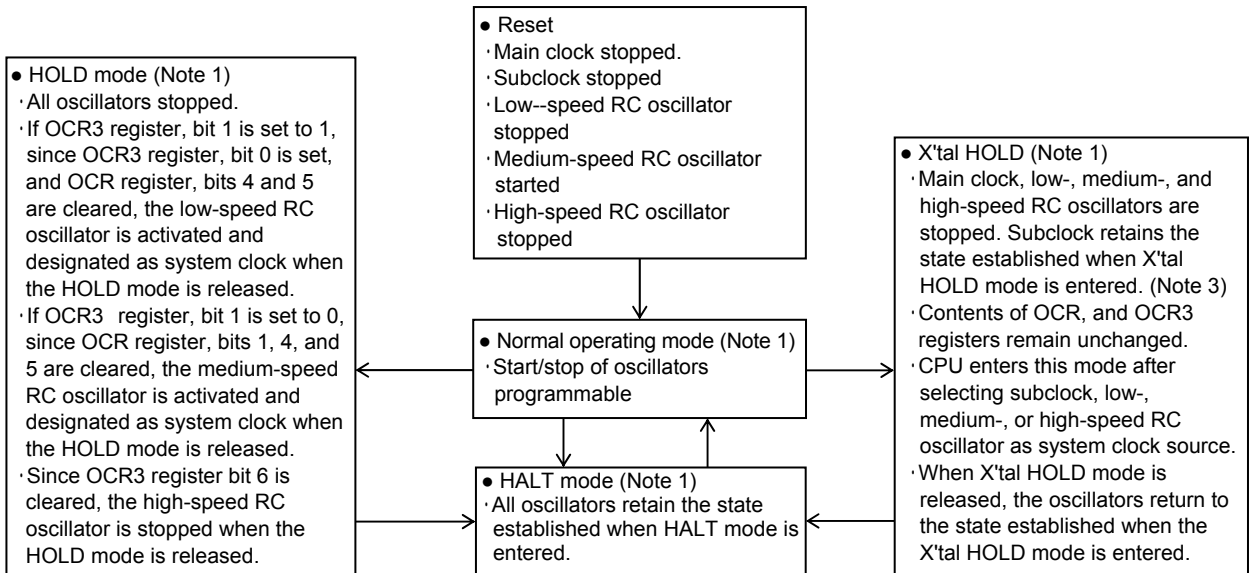 ● Reset
·Main clock stopped.
·Subclock stopped
·Low--speed RC oscillator
stopped
·Medium-speed RC oscillator
started
·High-speed RC oscillator
stopped
● HOLD mode (Note 1)
·All oscillators stopped.
·If OCR3 register, bit 1 is set to 1,
since OCR3 register, bit 0 is set,
and OCR register, bits 4 and 5
are cleared, the low-speed RC
oscillator is activated and
designated as system clock when
the HOLD mode is released.
·If OCR3 register, bit 1 is set to 0,
since OCR register, bits 1, 4, and
5 are cleared, the medium-speed
RC oscillator is activated and
designated as system clock when
the HOLD mode is released.
·Since OCR3 register bit 6 is
cleared, the high-speed RC
oscillator is stopped when the
HOLD mode is released.
● Normal operating mode (Note 1)
·Start/stop of oscillators
programmable
● HALT mode (Note 1)
·All oscillators retain the state
established when HALT mode is
entered.
● X'tal HOLD (Note 1)
·Main clock, low-, medium-, and
high-speed RC oscillators are
stopped. Subclock retains the
state established when X'tal
HOLD mode is entered. (Note 3)
·Contents of OCR, and OCR3
registers remain unchanged.
·CPU enters this mode after
selecting subclock, low-,
medium-, or high-speed RC
oscillator as system clock source.
·When X'tal HOLD mode is
released, the oscillators return to
the state established when the
X'tal HOLD mode is entered.